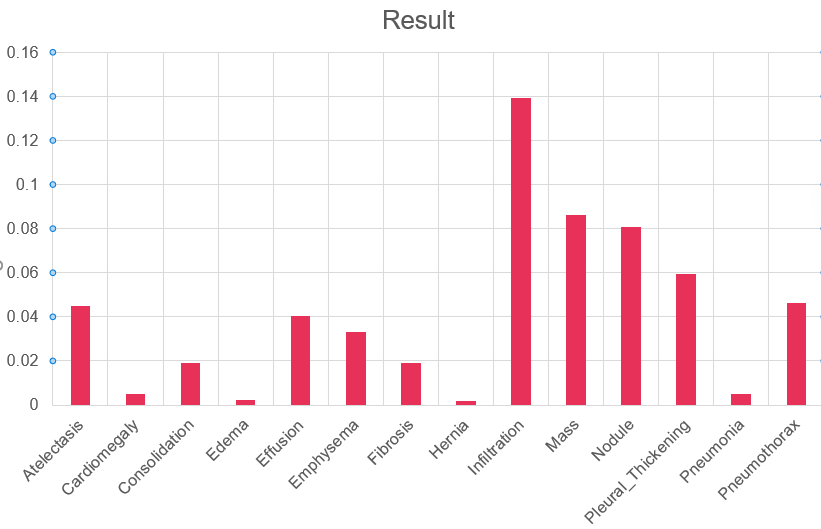 Result
0.16
0.14
0.12
0.1
0.08
0.06
0.04
0.02
0
Atelectasis
Cardiomegaly
Consolidation
Edema
Effusion
Emphysema
Fibrosis
Hernia
Infiltration
Mass
Nodule
Pleural_Thickening
Pneumonia
Pneumothorax